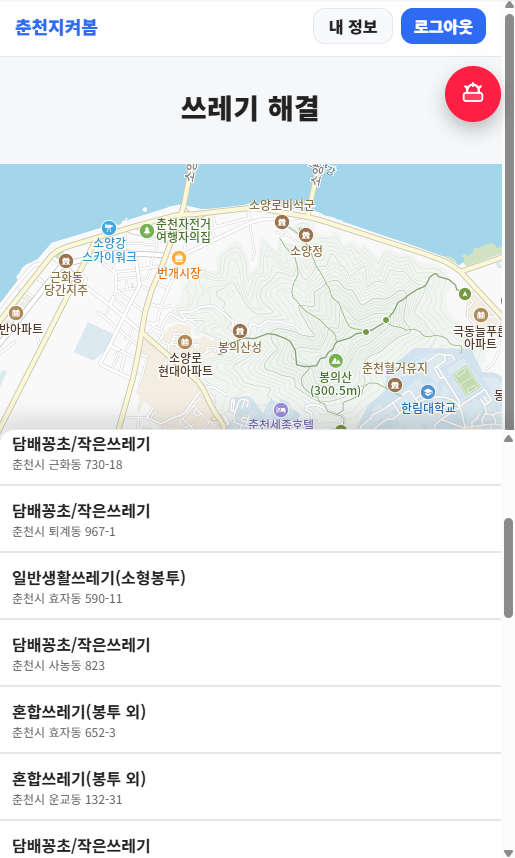 춘천지켜봄
내 정보
로그아웃
쓰레기 해결
소양로비석군
춘천자전거
여행자의집
소양강
스카이워크
소양정
번개시장
근화동
당간지주
반아파트
극동늘푸른
아파트
봉의산성
소양로
현대아파트
봉의산
(300.5m)
춘천혈거유지
한림대학교
춘천세종호텔
담배꽁초/작은쓰레기
춘천시 근화동 730-18
담배꽁초/작은쓰레기
춘천시 퇴계동 967-1
일반생활쓰레기(소형봉투)
춘천시 효자동 590-11
담배꽁초/작은쓰레기
춘천시 사농동 823
혼합쓰레기(봉투 외)
춘천시 효자동 652-3
혼합쓰레기(봉투 외)
춘천시 운교동 132-31
담배꽁초/작은쓰레기